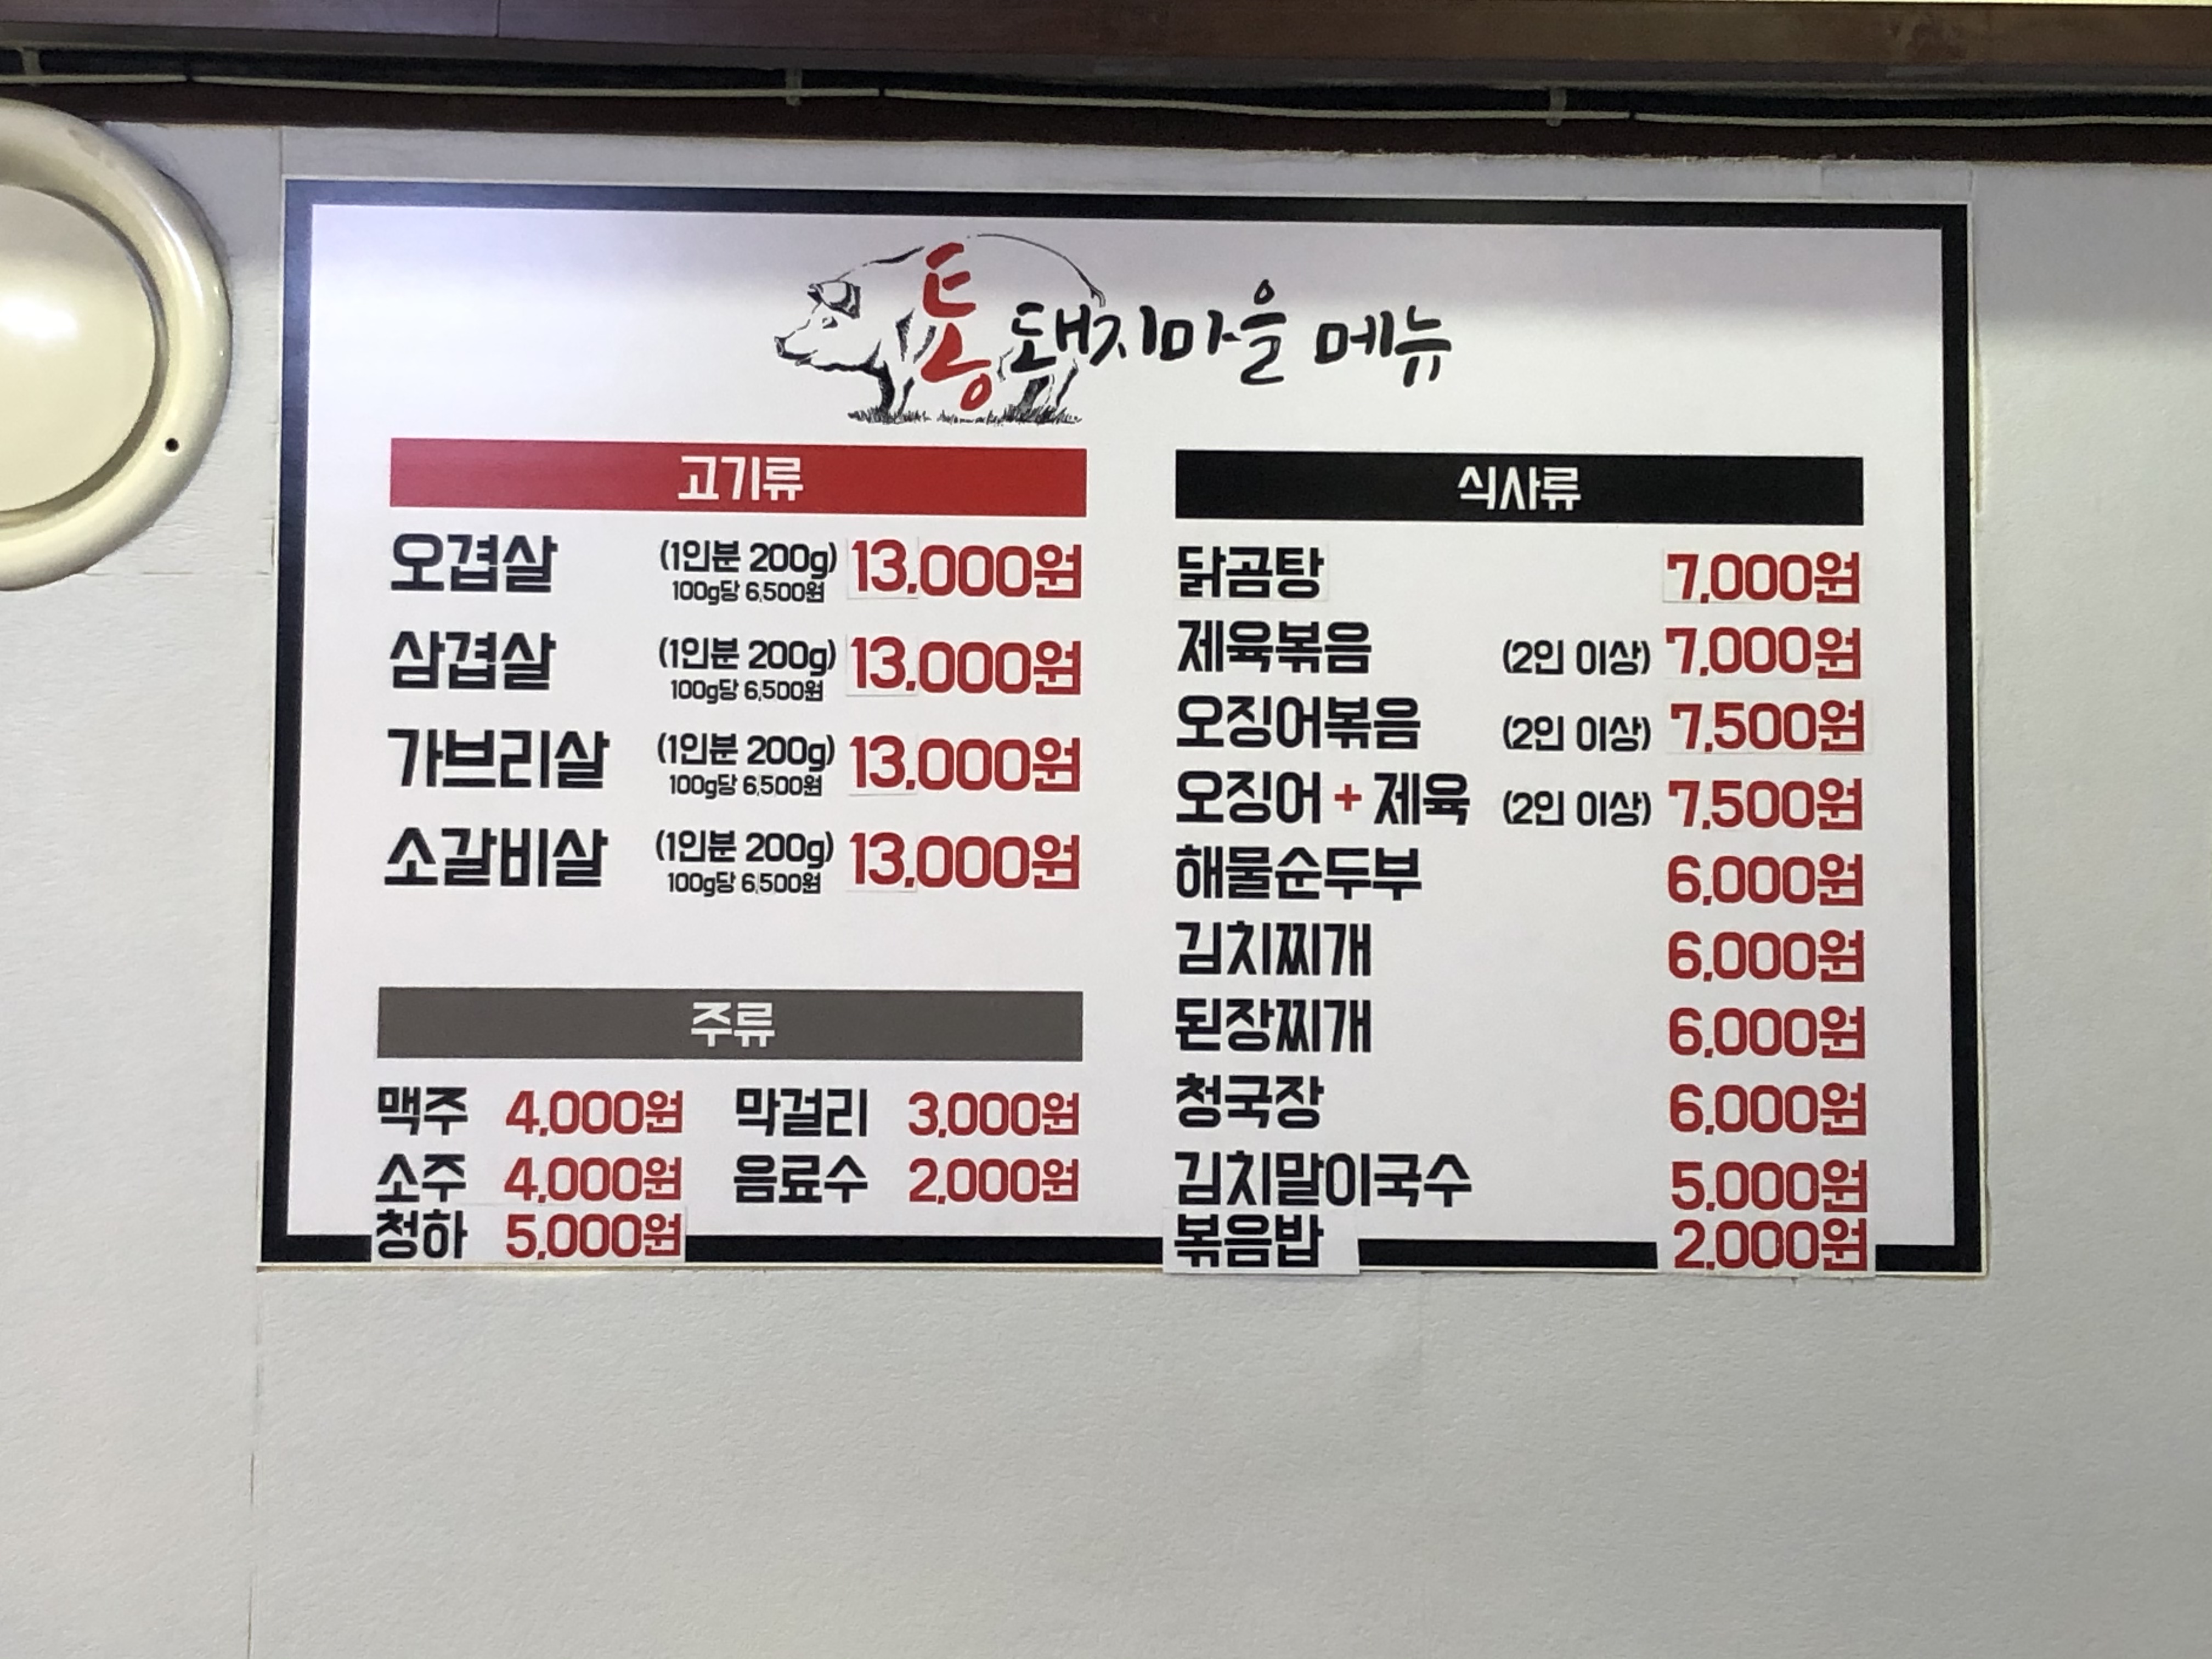 통돼지마을 메뉴
고기류
오겹살 (1인분 200g) 13,000원
100g당 6,500원
삼겹살 (1인분 200g) 13,000원
100g당 6,500원
가브리살 (1인분 200g) 13,000원
100g당 6,500원
소갈비살 (1인분 200g) 13,000원
100g당 6,500원
주류
맥주 4,000원 막걸리 3,000원
소주 4,000원 음료수 2,000원
청하 5,000원
식사류
닭곰탕 7,000원
제육볶음 (2인 이상) 7,000원
오징어볶음 (2인 이상) 7,500원
오징어 + 제육 (2인 이상) 7,500원
해물순두부 6,000원
김치찌개 6,000원
된장찌개 6,000원
청국장 6,000원
김치말이국수 5,000원
볶음밥 2,000원